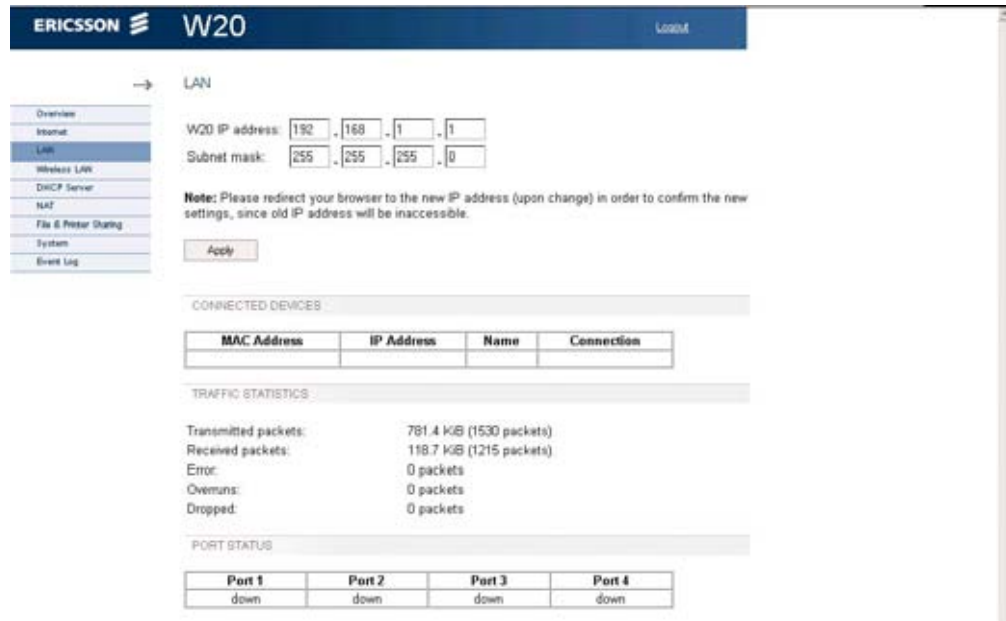 ERICSSON W20 Logout
LAN
Overview
Internet
LAN
Wireless LAN
DHCP Server
NAT
File & Printer Sharing
System
Event Log
W20 IP address: 192 . 168 . 1 . 1
Subnet mask: 255 . 255 . 255 . 0
Note: Please redirect your browser to the new IP address (upon change) in order to confirm the new
settings, since old IP address will be inaccessible.
Apply
CONNECTED DEVICES
MAC Address IP Address Name Connection
TRAFFIC STATISTICS
Transmitted packets: 781.4 KiB (1530 packets)
Received packets: 118.7 KiB (1215 packets)
Error: 0 packets
Overruns: 0 packets
Dropped: 0 packets
PORT STATUS
Port 1 Port 2 Port 3 Port 4
down down down down